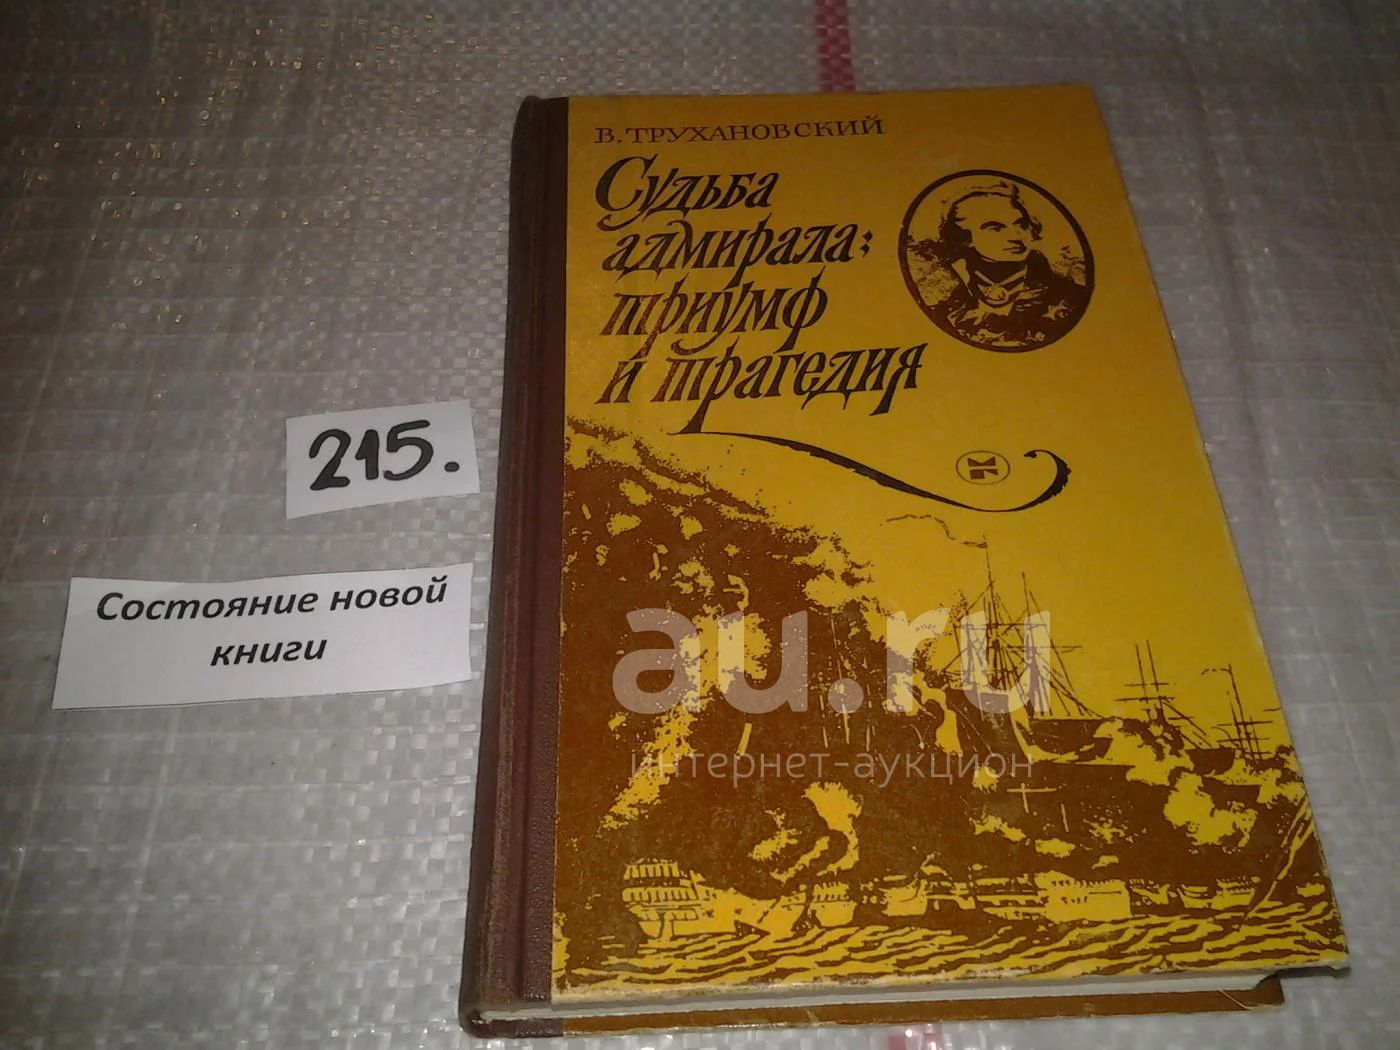 В. ТРУХАНОВСКИЙ
Судьба
адмирала:
триумф
и трагедия
215.
Состояние новой
книги
au.ru
интернет-аукцион